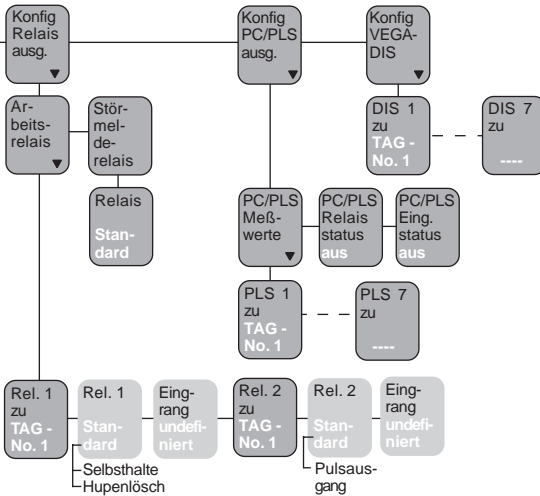 Konfig
Relais
ausg.
Konfig
PC/PLS
ausg.
Konfig
VEGA-
DIS
Ar-
beits-
relais
Stör-
mel-
de-
relais
DIS 1
zu
TAG -
No. 1
DIS 7
zu
----
Relais
Stan-
dard
PC/PLS
Meß-
werte
PC/PLS
Relais
status
aus
PC/PLS
Eing.
status
aus
PLS 1
zu
TAG -
No. 1
PLS 7
zu
----
Rel. 1
zu
TAG -
No. 1
Rel. 1
Stan-
dard
Eing-
rang
undefi-
niert
Rel. 2
zu
TAG -
No. 1
Rel. 2
Stan-
dard
Eing-
rang
undefi-
niert
Selbsthalte
Hupenlösch
Pulsaus-
gang